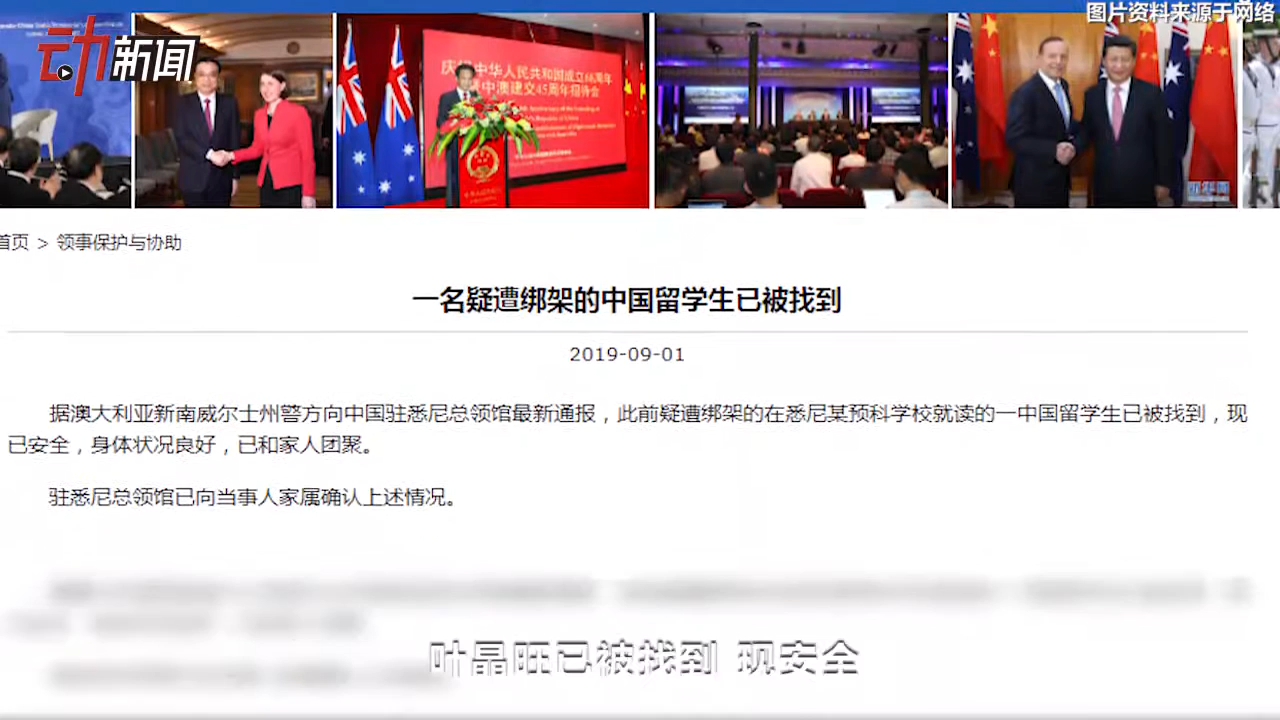 图片资料来源于网络
动新闻
庆祝中华人民共和国成立68周年
暨中澳建交45周年招待会
新华网
首页 > 领事保护与协助
一名疑遭绑架的中国留学生已被找到
2019-09-01
据澳大利亚新南威尔士州警方向中国驻悉尼总领馆最新通报，此前疑遭绑架的在悉尼某预科学校就读的一中国留学生已被找到，现
已安全，身体状况良好，已和家人团聚。
驻悉尼总领馆已向当事人家属确认上述情况。
叶晶旺已被找到 现安全